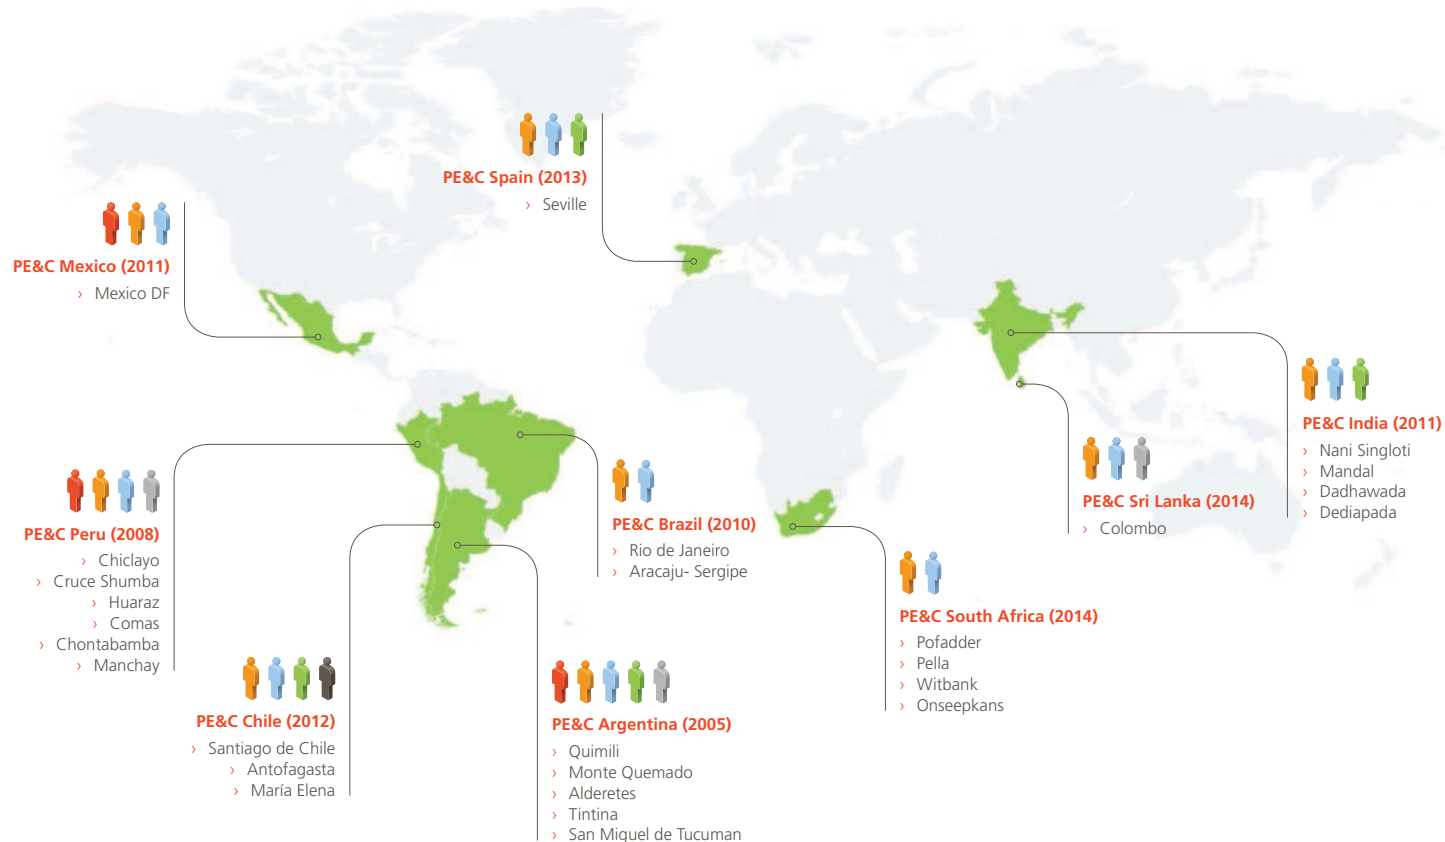 PE&C Spain (2013)
› Seville
PE&C Mexico (2011)
› Mexico DF
PE&C India (2011)
› Nani Singloti
› Mandal
› Dadhawada
› Dediapada
PE&C Sri Lanka (2014)
› Colombo
PE&C Peru (2008)
› Chiclayo
› Cruce Shumba
› Huaraz
› Comas
› Chontabamba
› Manchay
PE&C Brazil (2010)
› Rio de Janeiro
› Aracaju- Sergipe
PE&C South Africa (2014)
› Pofadder
› Pella
› Witbank
› Onseepkans
PE&C Chile (2012)
› Santiago de Chile
› Antofagasta
› María Elena
PE&C Argentina (2005)
› Quimili
› Monte Quemado
› Alderetes
› Tintina
› San Miguel de Tucuman